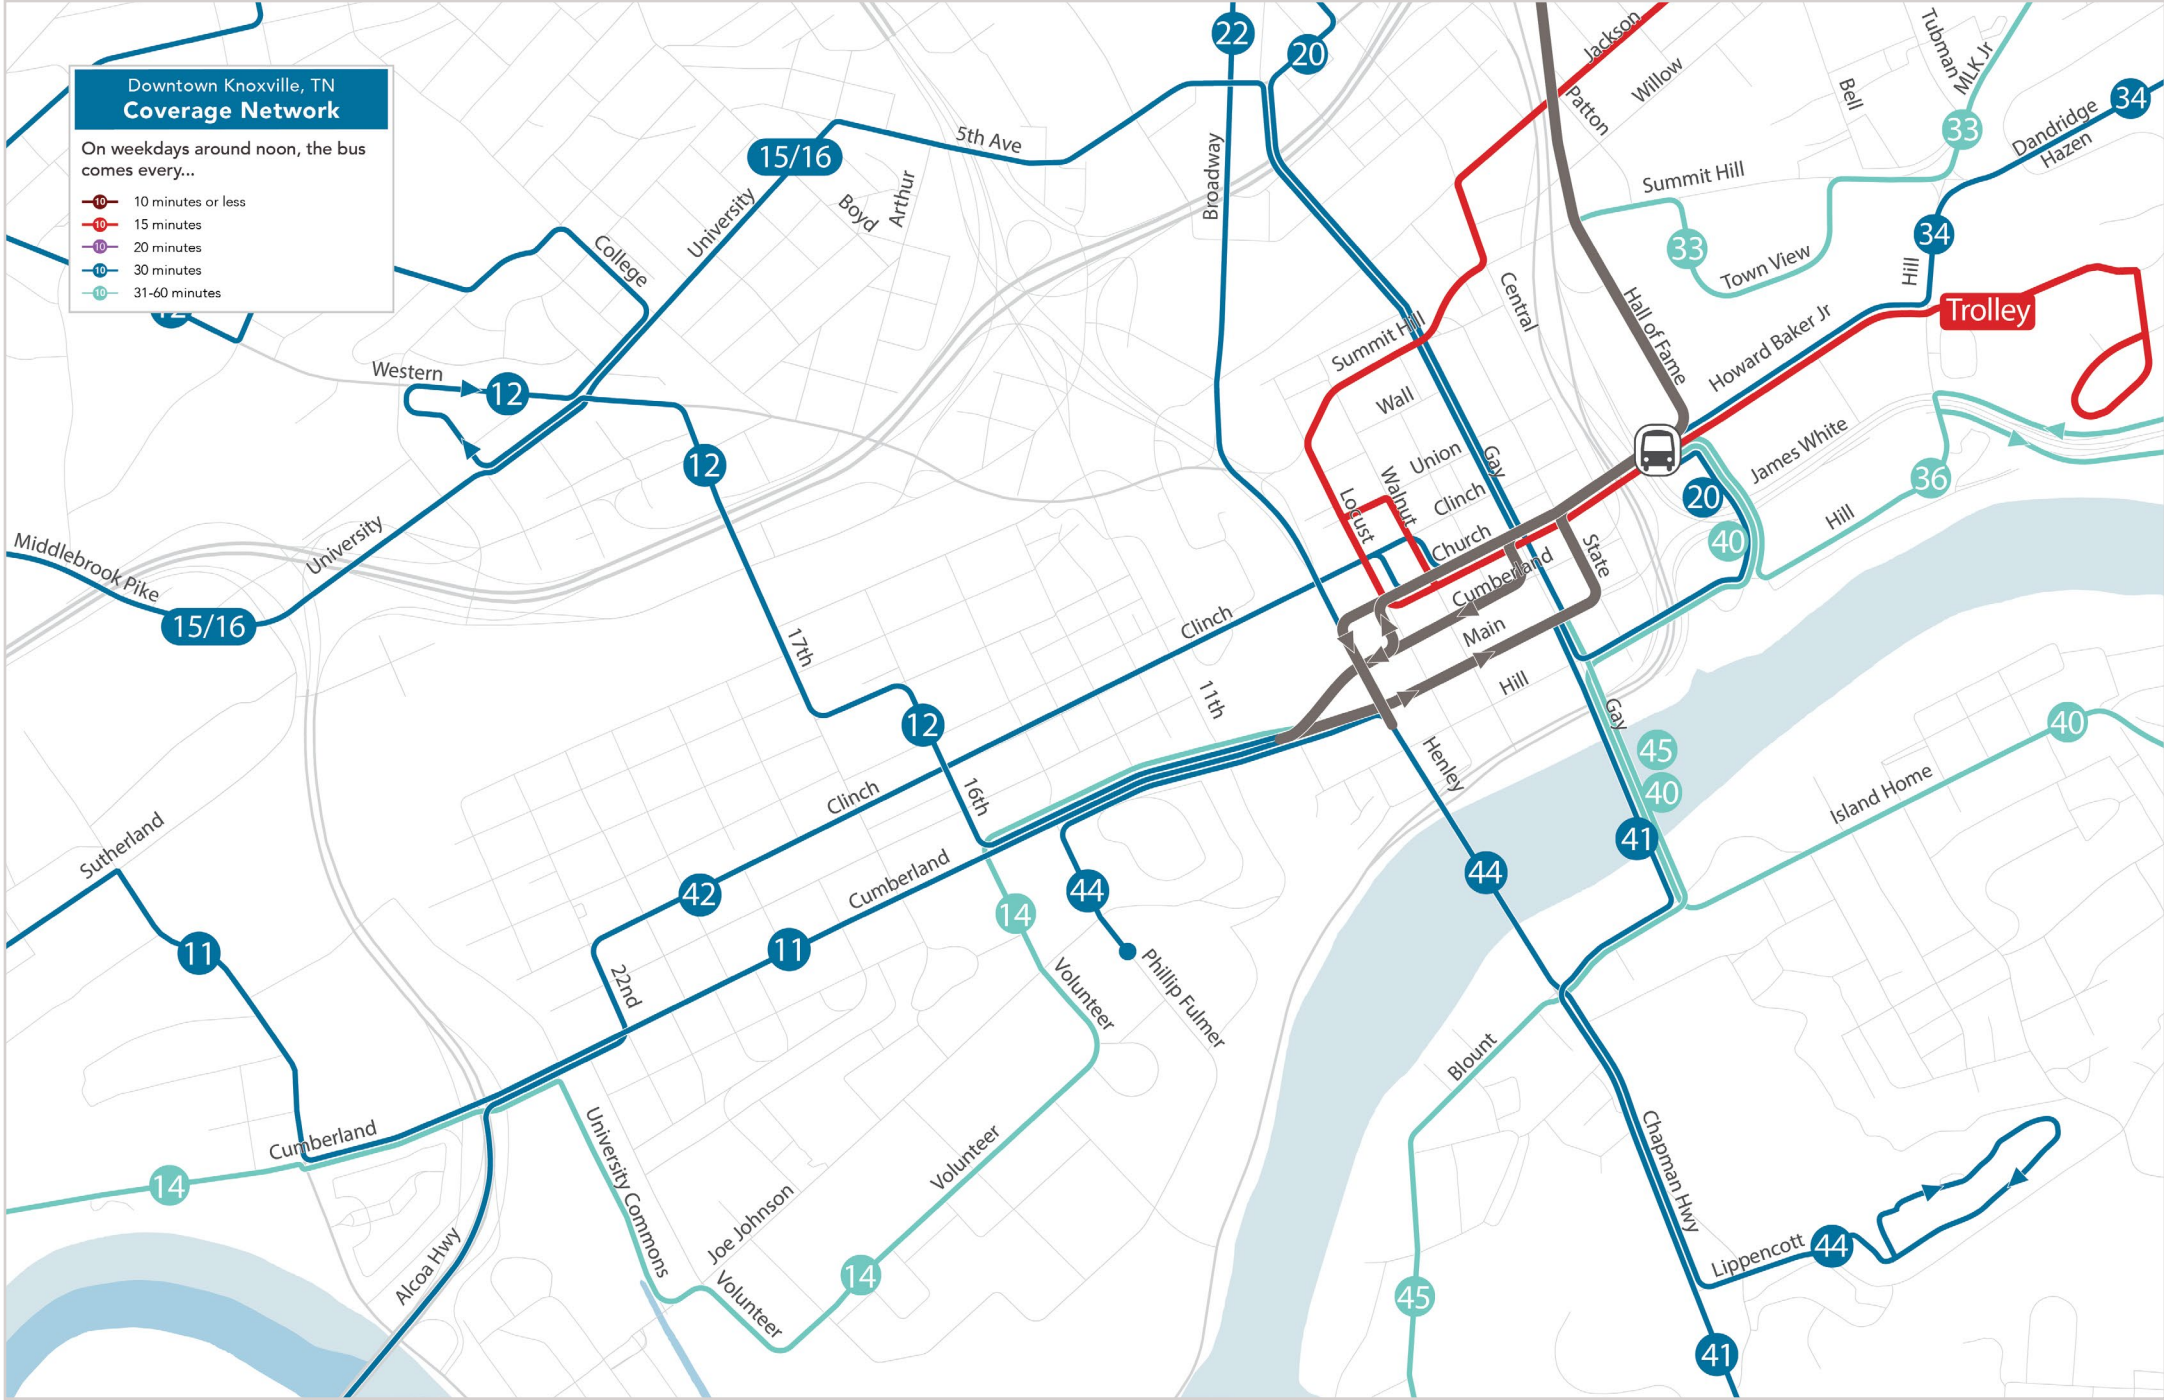 Downtown Knoxville, TN
Coverage Network
On weekdays around noon, the bus
comes every...
10 10 minutes or less
10 15 minutes
10 20 minutes
10 30 minutes
10 31-60 minutes
22
20
Jackson
Patton
Willow
Bell
Tubman
MLK Jr
33
34
Dandridge
Hazen
15/16
5th Ave
Broadway
Arthur
Boyd
University
College
Summit Hill
33
Town View
34
Hill
Trolley
Howard Baker Jr
Hall of Fame
Central
Summit Hill
Wall
Union
Gay
Walnut
Clinch
Locust
Church
Cumberland
State
Main
Hill
James White
20
40
36
Hill
Western
12
12
Middlebrook Pike
University
15/16
17th
12
Clinch
11th
16th
Clinch
Henley
Gay
45
40
41
40
Island Home
Sutherland
11
42
Cumberland
11
22nd
14
44
Phillip Fulmer
Volunteer
44
Blount
Cumberland
14
University Commons
Joe Johnson
Volunteer
Volunteer
14
Alcoa Hwy
Chapman Hwy
Lippencott
44
45
41